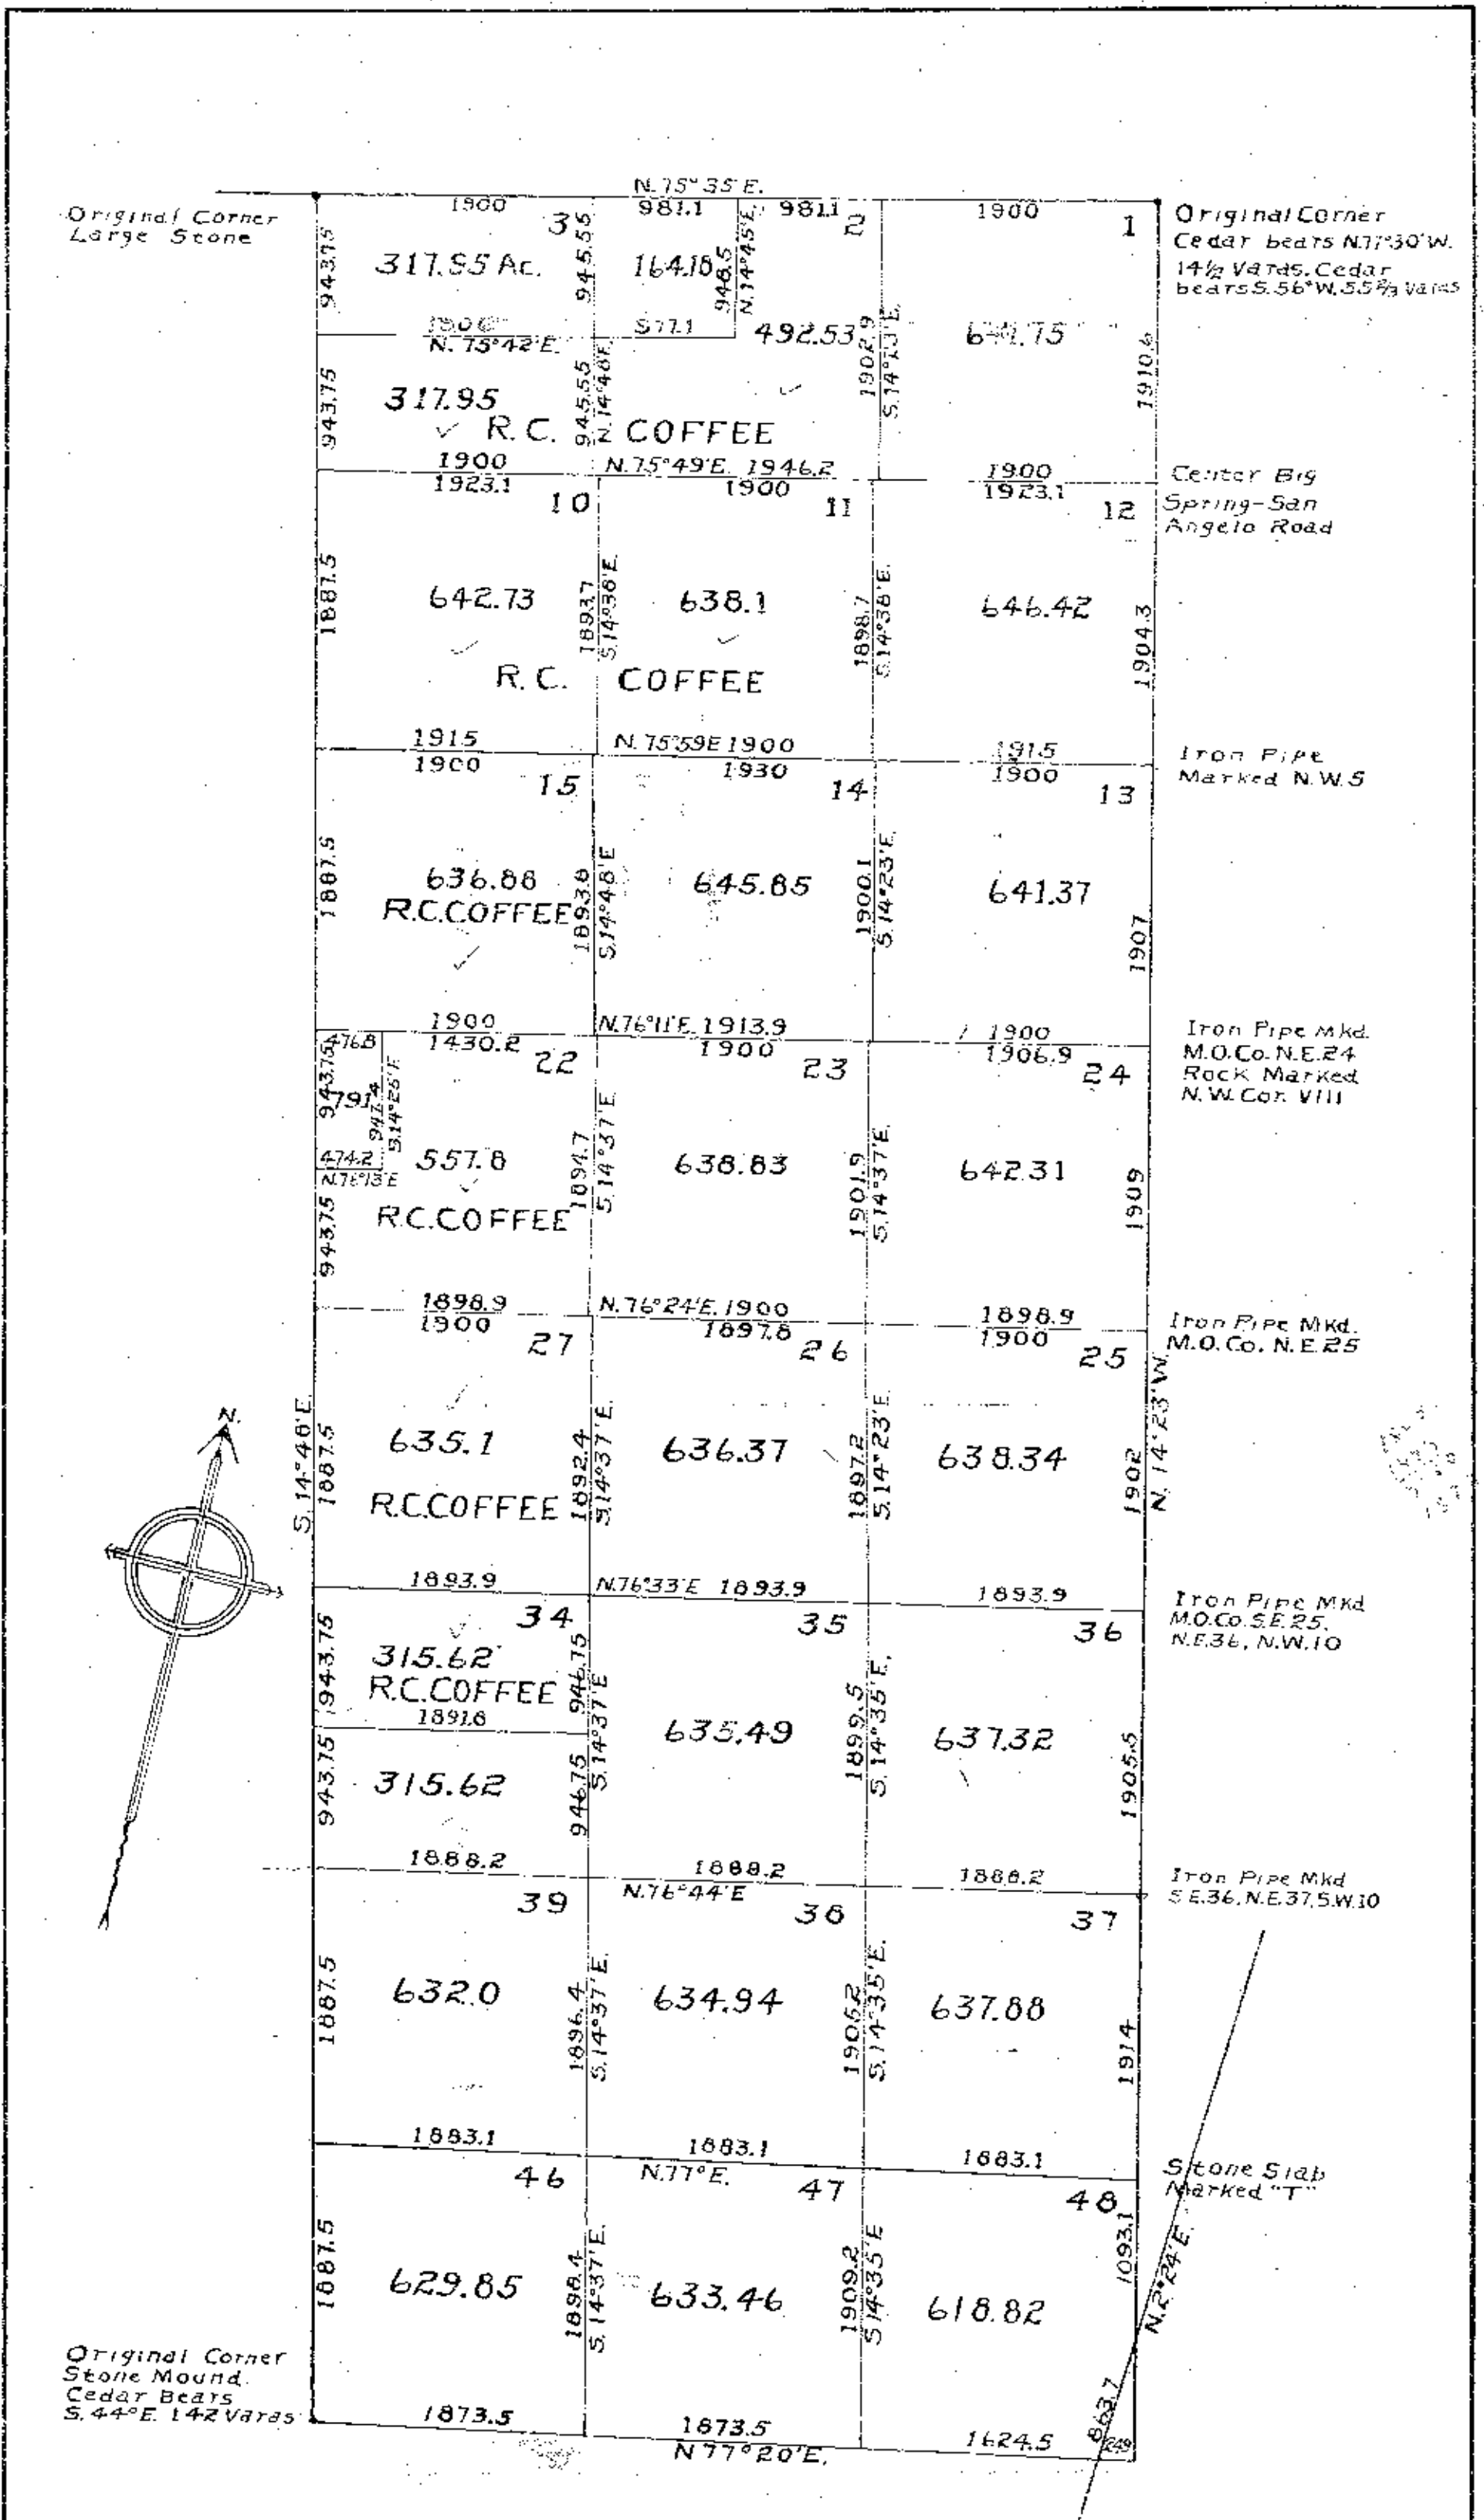 N.75°35'E.
1900 981.1 981.1 1900
Original Corner
Large Stone
3 2 1
Original Corner
Cedar bears N.77°30'W.
14½ Varas. Cedar
bears S.56°W. 55⅔ Varas
943.75 945.55 948.5 N.14°45'E.
317.95 Ac. 164.18
N. 75°42'E. 977.1
492.53 1902.9 S.14°13'E. 1910.6
943.75 945.55 N.14°48'E.
317.95
R.C. COFFEE
1900 N.75°49'E. 1946.2 1900
1923.1 1900 1923.1
10 11 12
Center Big
Spring-San
Angelo Road
1887.5 1893.7 S.14°38'E. 1898.7 S.14°38'E. 1904.3
642.73 638.1 646.42
R.C. COFFEE
1915 N.75°59'E 1900 1915
1900 1930 1900
15 14 13
Iron Pipe
Marked N.W.5
1887.5 1893.8 S.14°48'E 1900.1 S.14°23'E. 1907
636.88 645.85 641.37
R.C.COFFEE
1900 N.76°11'E. 1913.9 1900
476.8 1430.2 1900 1906.9
22 23 24
Iron Pipe Mkd.
M.O.Co. N.E.24
Rock Marked
N.W. Cor. VIII
943.75 947.4 S.14°25'E 1894.7 S.14°37'E. 1901.9 S.14°37'E. 1909
79.4
474.2
N.76°13'E
557.8 638.83 642.31
943.75
R.C.COFFEE
1898.9 N.76°24'E. 1900 1898.9
1900 1897.8 1900
27 26 25
Iron Pipe Mkd.
M.O.Co. N.E.25
N.
S.14°48'E. 1887.5 1892.4 S.14°37'E. 1897.2 S.14°23'E. 1902 N.14°23'W.
635.1 636.37 638.34
R.C.COFFEE
1893.9 N.76°33'E 1893.9 1893.9
34 35 36
Iron Pipe Mkd
M.O.Co. S.E.25.
N.E.36, N.W.10
943.75 946.75 S.14°37'E 1899.5 S.14°35'E. 1905.5
315.62
R.C.COFFEE
1891.6
635.49 637.32
943.75 946.75
315.62
1888.2 1888.2 1888.2
N.76°44'E
39 38 37
Iron Pipe Mkd
S.E.36, N.E.37, S.W.10
1887.5 1896.4 S.14°37'E. 1905.2 S.14°35'E. 1914
632.0 634.94 637.88
1883.1 1883.1 1883.1
N.77°E.
46 47 48
Stone Slab
Marked "T"
1887.5 1898.4 S.14°37'E. 1909.2 S.14°35'E 1093.1 N.2°24'E.
629.85 633.46 618.82
Original Corner
Stone Mound.
Cedar Bears
S.44°E. 142 Varas
1873.5 1873.5 1624.5 863.7 249
N77°20'E.